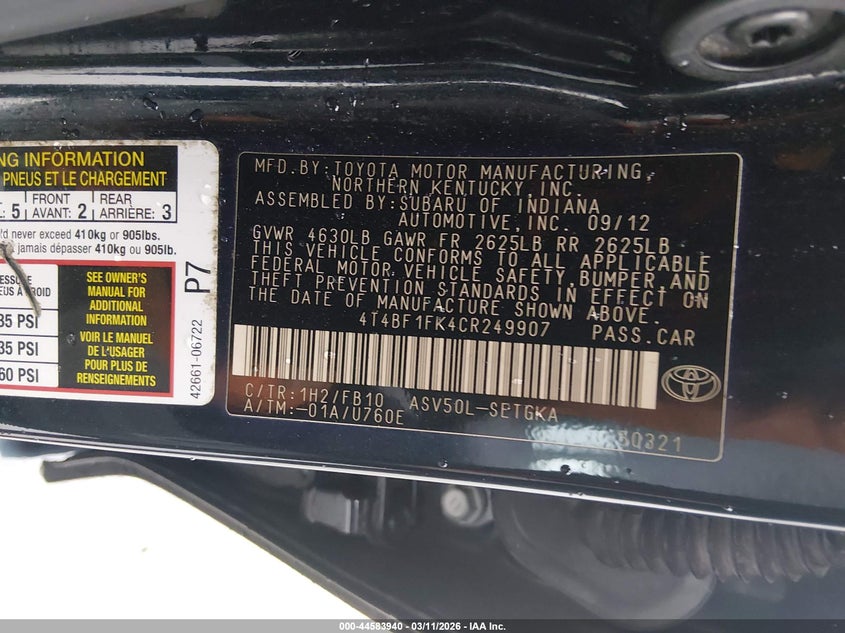 NG INFORMATION
PNEUS ET LE CHARGEMENT
5 FRONT AVANT: 2 REAR ARRIÈRE: 3
d never exceed 410kg or 905lbs.
jamais dépasser 410kg ou 905lb.
35 PSI
35 PSI
60 PSI
SEE OWNER'S
MANUAL FOR
ADDITIONAL
INFORMATION
VOIR LE MANUEL
DE L'USAGER
POUR PLUS DE
RENSEIGNEMENTS
P7
42661-06722
MFD.BY:TOYOTA MOTOR MANUFACTURING,
NORTHERN KENTUCKY,INC.
ASSEMBLED BY:SUBARU OF INDIANA
AUTOMOTIVE,INC. 09/12
GVWR 4630LB GAWR FR 2625LB RR 2625LB
THIS VEHICLE CONFORMS TO ALL APPLICABLE
FEDERAL MOTOR VEHICLE SAFETY,BUMPER,AND
THEFT PREVENTION STANDARDS IN EFFECT ON
THE DATE OF MANUFACTURE SHOWN ABOVE.
4T4BF1FK4CR249907 PASS.CAR
C/TR:1H2/FB10 ASV50L-SETGKA
A/TM:-01A/U760E
50321
000-44583940 - 03/11/2026 - IAA Inc.